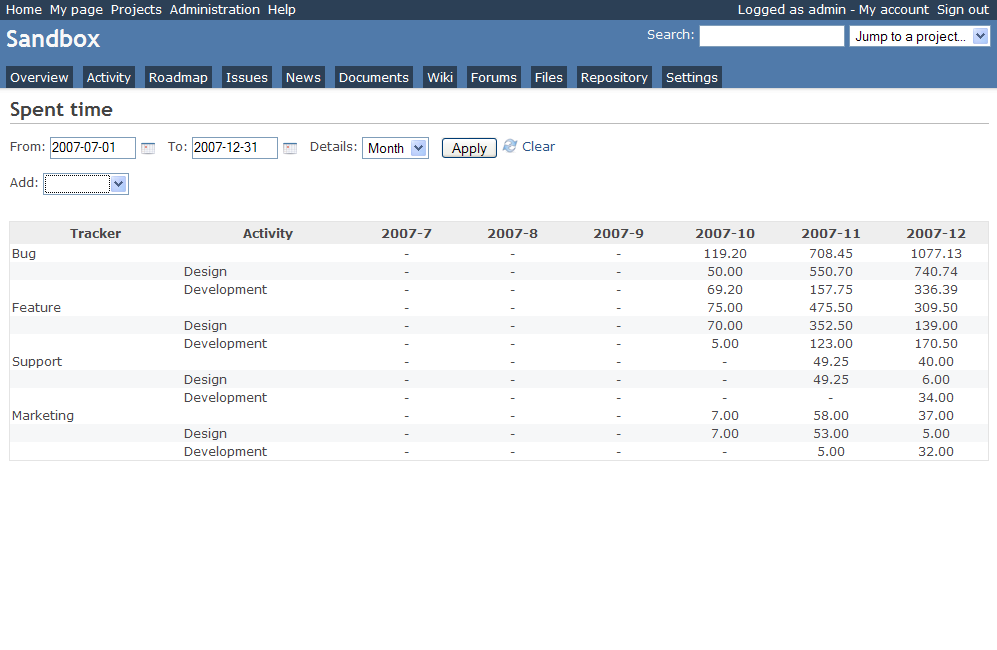 Home My page Projects Administration Help Logged as admin - My account Sign out
Sandbox Search: Jump to a project...
Overview Activity Roadmap Issues News Documents Wiki Forums Files Repository Settings
Spent time
From: 2007-07-01 To: 2007-12-31 Details: Month Apply Clear
Add:
Tracker Activity 2007-7 2007-8 2007-9 2007-10 2007-11 2007-12
Bug - - - 119.20 708.45 1077.13
Design - - - 50.00 550.70 740.74
Development - - - 69.20 157.75 336.39
Feature - - - 75.00 475.50 309.50
Design - - - 70.00 352.50 139.00
Development - - - 5.00 123.00 170.50
Support - - - - 49.25 40.00
Design - - - - 49.25 6.00
Development - - - - - 34.00
Marketing - - - 7.00 58.00 37.00
Design - - - 7.00 53.00 5.00
Development - - - - 5.00 32.00